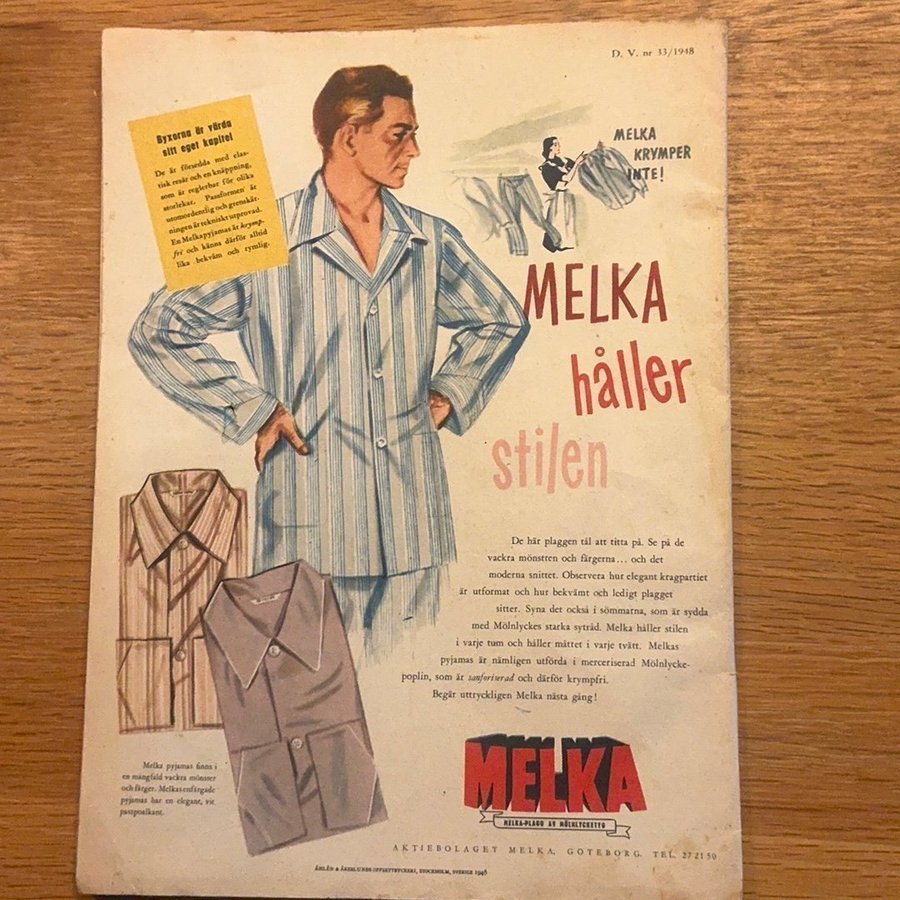 D. V. nr 33/1948
Byxorna är värda
sitt eget kapitel
De är försedda med elas-
tisk resår och en knäppning,
som är reglerbar för olika
storlekar. Passformen är
utomordentlig och grenskär-
ningen är tekniskt utprovad.
En Melkapyjamas är krymp-
fri och känns därför alltid
lika bekväm och rymlig.
MELKA
KRYMPER
INTE!
MELKA
håller
stilen
De här plaggen tål att titta på. Se på de
vackra mönstren och färgerna... och det
moderna snittet. Observera hur elegant kragpartiet
är utformat och hur bekvämt och ledigt plagget
sitter. Syna det också i sömmarna, som är sydda
med Mölnlyckes starka sytråd. Melka håller stilen
i varje tum och håller måttet i varje tvätt. Melkas
pyjamas är nämligen utförda i merceriserad Mölnlycke-
poplin, som är sanforiserad och därför krympfri.
Begär uttryckligen Melka nästa gång!
Melka pyjamas finns i
en mångfald vackra mönster
och färger. Melkas enfärgade
pyjamas har en elegant, vit
passpoalkant.
MELKA
MELKA-PLAGG AV MÖLNLYCKETYG
AKTIEBOLAGET MELKA, GÖTEBORG. TEL. 27 21 50
ÅHLÉN & ÅKERLUNDS OFFSETTRYCKERI, STOCKHOLM, SVERIGE 1948